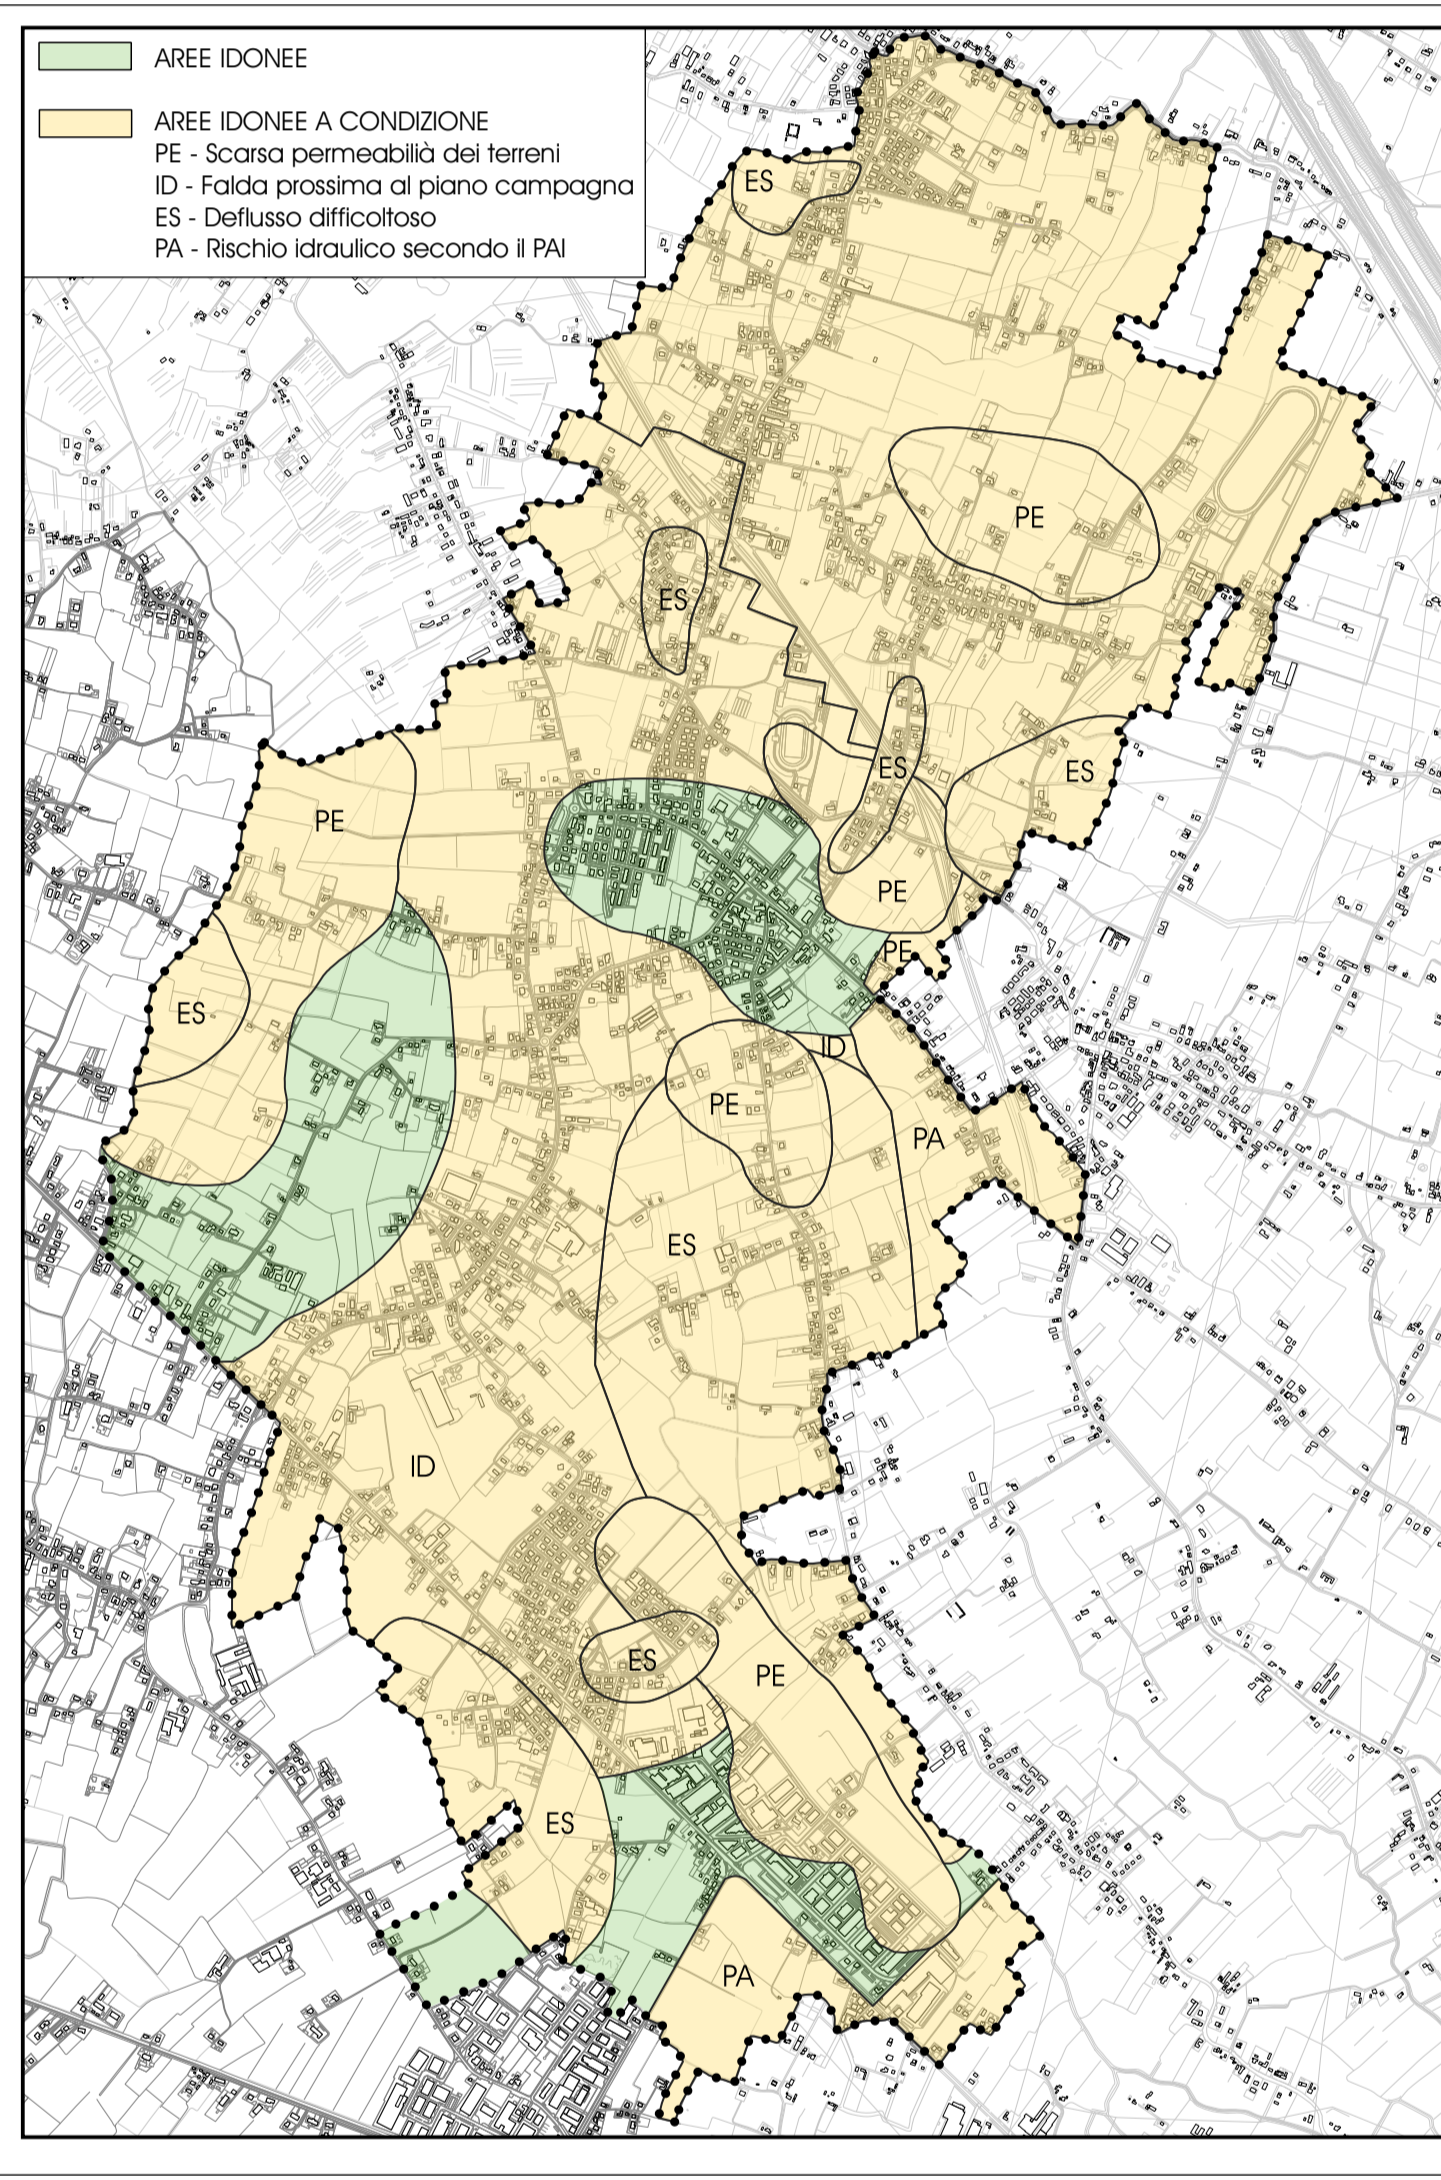 AREE IDONEE
AREE IDONEE A CONDIZIONE
PE - Scarsa permeabilià dei terreni
ID - Falda prossima al piano campagna
ES - Deflusso difficoltoso
PA - Rischio idraulico secondo il PAI
ES
PE
ES
ES
ES
PE
PE
PE
ES
ID
PE
PA
ES
ID
ES
PE
ES
PA